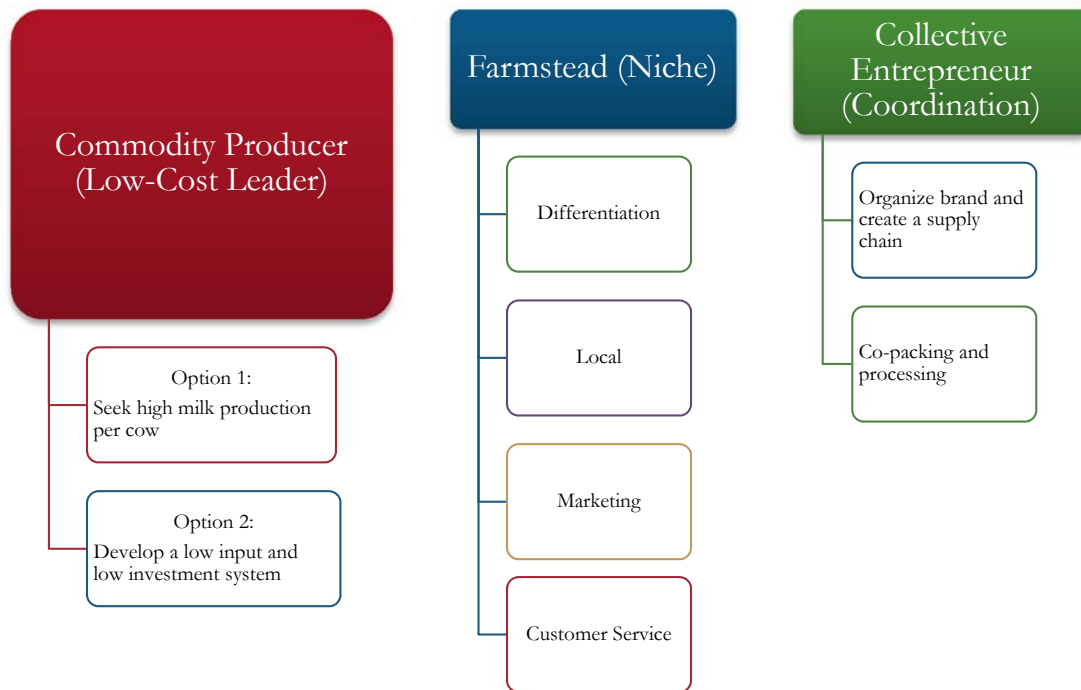 Commodity Producer
(Low-Cost Leader)
Option 1:
Seek high milk production
per cow
Option 2:
Develop a low input and
low investment system
Farmstead (Niche)
Differentiation
Local
Marketing
Customer Service
Collective
Entrepreneur
(Coordination)
Organize brand and
create a supply
chain
Co-packing and
processing